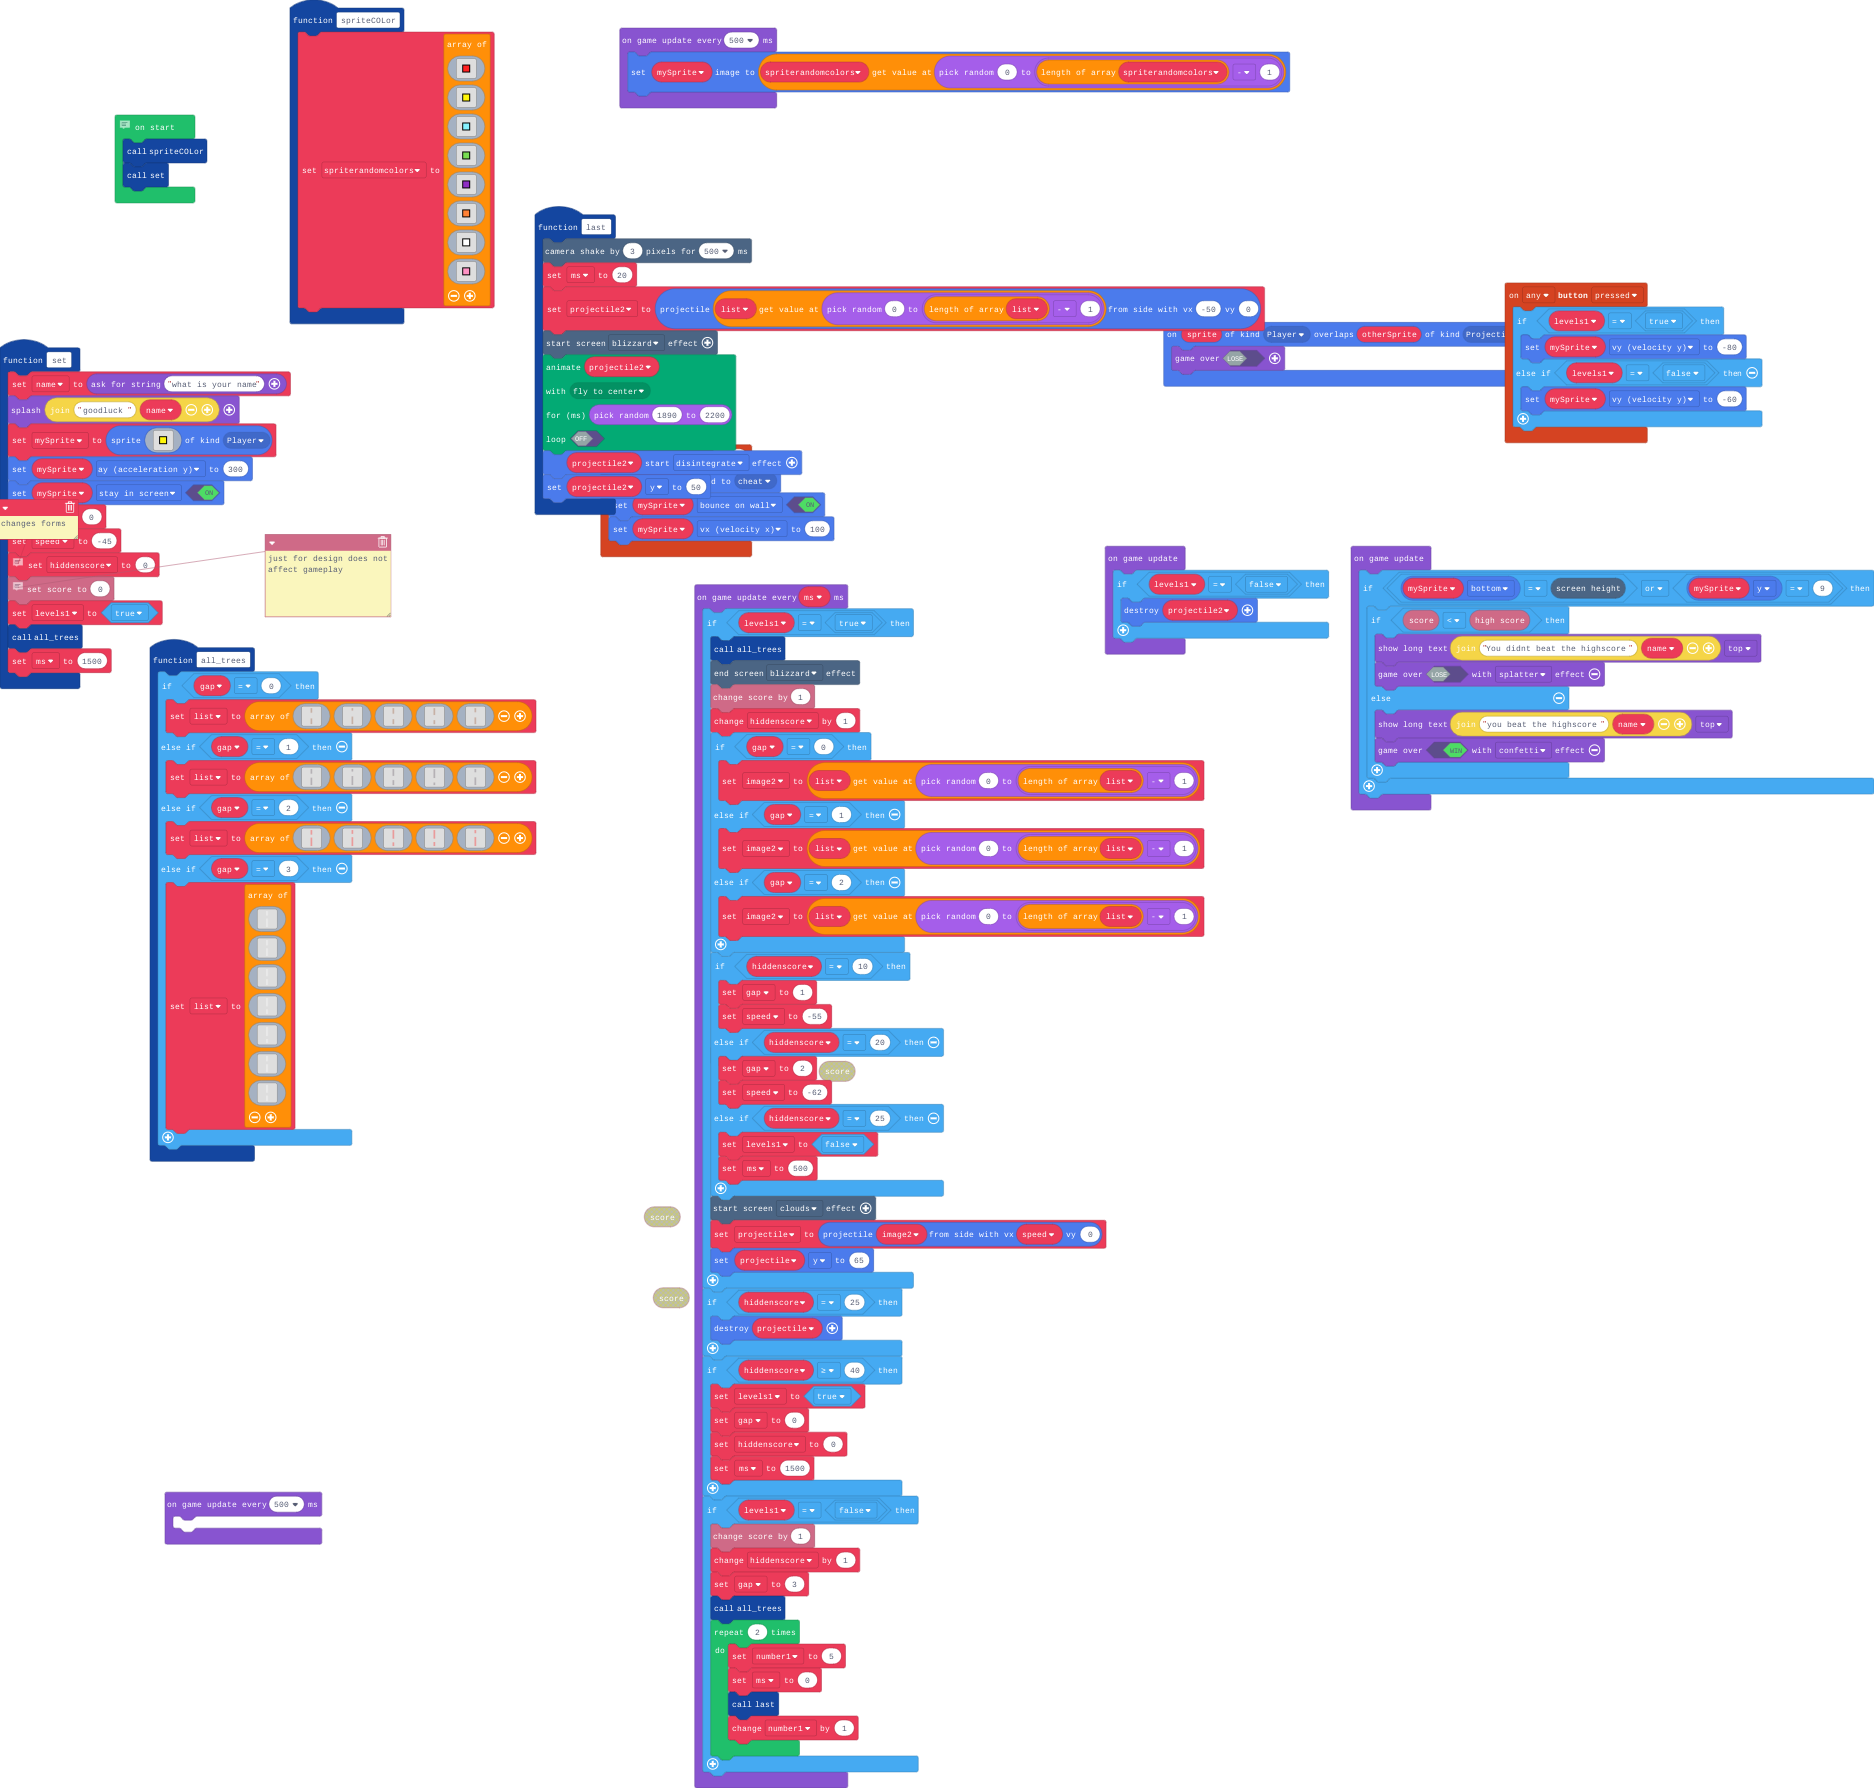 function spriteCOLor
set spriterandomcolors to
array of
on game update every 500 ms
set mySprite image to spriterandomcolors get value at pick random 0 to length of array spriterandomcolors - 1
on start
call spriteCOLor
call set
function last
camera shake by 3 pixels for 500 ms
set ms to 20
set projectile2 to projectile list get value at pick random 0 to length of array list - 1 from side with vx -50 vy 0
start screen blizzard effect
animate projectile2
with fly to center
for (ms) pick random 1890 to 2200
loop OFF
projectile2 start disintegrate effect
set projectile2 y to 50
d to cheat
set mySprite bounce on wall ON
set mySprite vx (velocity x) to 100
on sprite of kind Player overlaps otherSprite of kind Projecti
game over LOSE
on any button pressed
if levels1 = true then
set mySprite vy (velocity y) to -80
else if levels1 = false then
set mySprite vy (velocity y) to -60
function set
set name to ask for string "what is your name"
splash join "goodluck " name
set mySprite to sprite of kind Player
set mySprite ay (acceleration y) to 300
set mySprite stay in screen ON
0
changes forms
set speed to -45
set hiddenscore to 0
set score to 0
set levels1 to true
call all_trees
set ms to 1500
just for design does not
affect gameplay
function all_trees
if gap = 0 then
set list to array of
else if gap = 1 then
set list to array of
else if gap = 2 then
set list to array of
else if gap = 3 then
set list to
array of
on game update every 500 ms
on game update every ms ms
if levels1 = true then
call all_trees
end screen blizzard effect
change score by 1
change hiddenscore by 1
if gap = 0 then
set image2 to list get value at pick random 0 to length of array list - 1
else if gap = 1 then
set image2 to list get value at pick random 0 to length of array list - 1
else if gap = 2 then
set image2 to list get value at pick random 0 to length of array list - 1
if hiddenscore = 10 then
set gap to 1
set speed to -55
else if hiddenscore = 20 then
set gap to 2
score
set speed to -62
else if hiddenscore = 25 then
set levels1 to false
set ms to 500
start screen clouds effect
score
set projectile to projectile image2 from side with vx speed vy 0
set projectile y to 65
score
if hiddenscore = 25 then
destroy projectile
if hiddenscore ≥ 40 then
set levels1 to true
set gap to 0
set hiddenscore to 0
set ms to 1500
if levels1 = false then
change score by 1
change hiddenscore by 1
set gap to 3
call all_trees
repeat 2 times
do
set number1 to 5
set ms to 0
call last
change number1 by 1
on game update
if levels1 = false then
destroy projectile2
on game update
if mySprite bottom = screen height or mySprite y = 9
if score < high score then
show long text join "You didnt beat the highscore " name top
game over LOSE with splatter effect
else
show long text join "you beat the highscore " name top
game over WIN with confetti effect